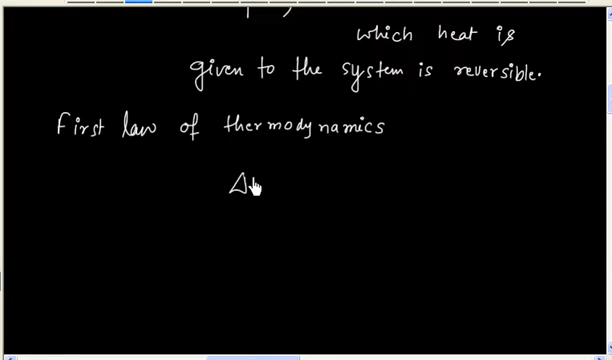 which heat is
given to the system is reversible.
First law of thermodynamics
Δ